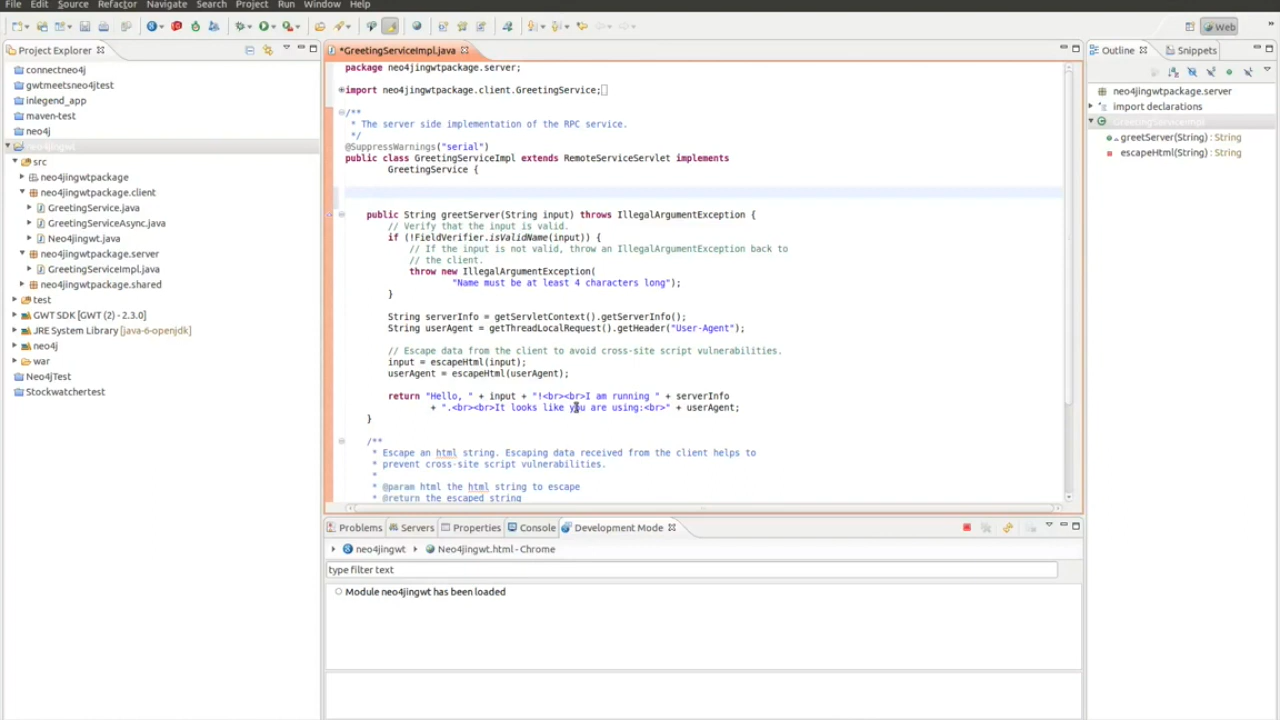 File Edit Source Refactor Navigate Search Project Run Window Help
Web
Project Explorer
connectneo4j
gwtmeetsneo4jtest
inlegend_app
maven-test
neo4j
neo4jingwt
src
neo4jingwtpackage
neo4jingwtpackage.client
GreetingService.java
GreetingServiceAsync.java
Neo4jingwt.java
neo4jingwtpackage.server
GreetingServiceImpl.java
neo4jingwtpackage.shared
test
GWT SDK [GWT (2) - 2.3.0]
JRE System Library [java-6-openjdk]
neo4j
war
Neo4jTest
Stockwatchertest
*GreetingServiceImpl.java
package neo4jingwtpackage.server;
import neo4jingwtpackage.client.GreetingService;
/**
* The server side implementation of the RPC service.
*/
@SuppressWarnings("serial")
public class GreetingServiceImpl extends RemoteServiceServlet implements
GreetingService {
public String greetServer(String input) throws IllegalArgumentException {
// Verify that the input is valid.
if (!FieldVerifier.isValidName(input)) {
// If the input is not valid, throw an IllegalArgumentException back to
// the client.
throw new IllegalArgumentException(
"Name must be at least 4 characters long");
}
String serverInfo = getServletContext().getServerInfo();
String userAgent = getThreadLocalRequest().getHeader("User-Agent");
// Escape data from the client to avoid cross-site script vulnerabilities.
input = escapeHtml(input);
userAgent = escapeHtml(userAgent);
return "Hello, " + input + "!<br><br>I am running " + serverInfo
+ ".<br><br>It looks like you are using:<br>" + userAgent;
}
/**
* Escape an html string. Escaping data received from the client helps to
* prevent cross-site script vulnerabilities.
*
* @param html the html string to escape
* @return the escaped string
Problems Servers Properties Console Development Mode
neo4jingwt Neo4jingwt.html - Chrome
type filter text
Module neo4jingwt has been loaded
Outline Snippets
neo4jingwtpackage.server
import declarations
GreetingServiceImpl
greetServer(String) : String
escapeHtml(String) : String